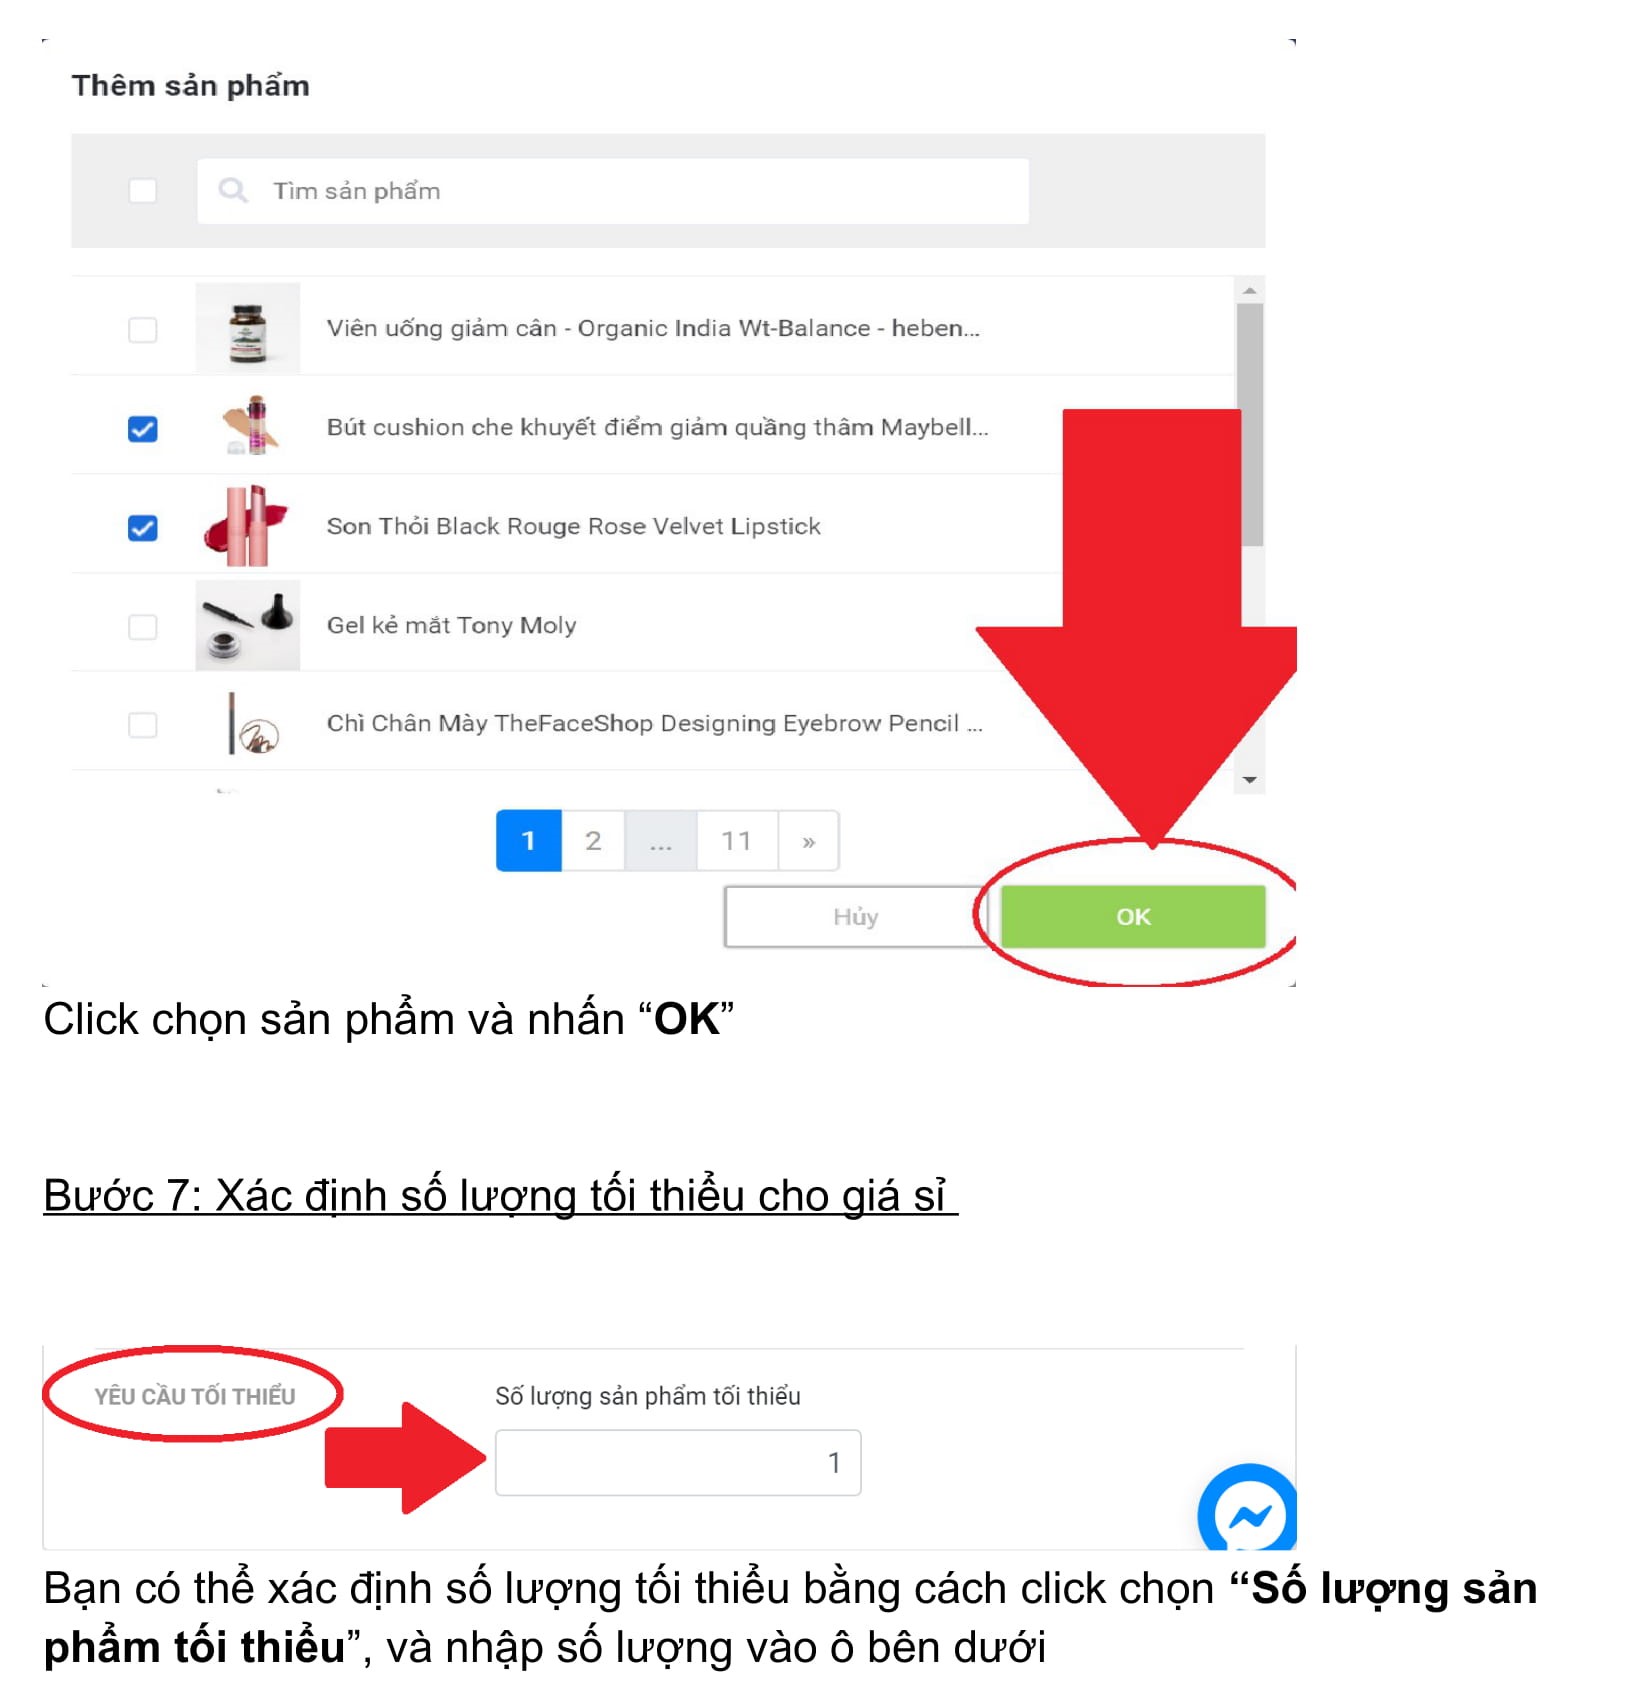 Thêm sản phẩm
Tìm sản phẩm
Viên uống giảm cân - Organic India Wt-Balance - heben...
Bút cushion che khuyết điểm giảm quầng thâm Maybell...
Son Thỏi Black Rouge Rose Velvet Lipstick
Gel kẻ mắt Tony Moly
Chì Chân Mày TheFaceShop Designing Eyebrow Pencil ...
1 2 ... 11 »
Hủy OK
Click chọn sản phẩm và nhấn “OK”
Bước 7: Xác định số lượng tối thiểu cho giá sỉ
YÊU CẦU TỐI THIỂU Số lượng sản phẩm tối thiểu
1
Bạn có thể xác định số lượng tối thiểu bằng cách click chọn “Số lượng sản
phẩm tối thiểu”, và nhập số lượng vào ô bên dưới